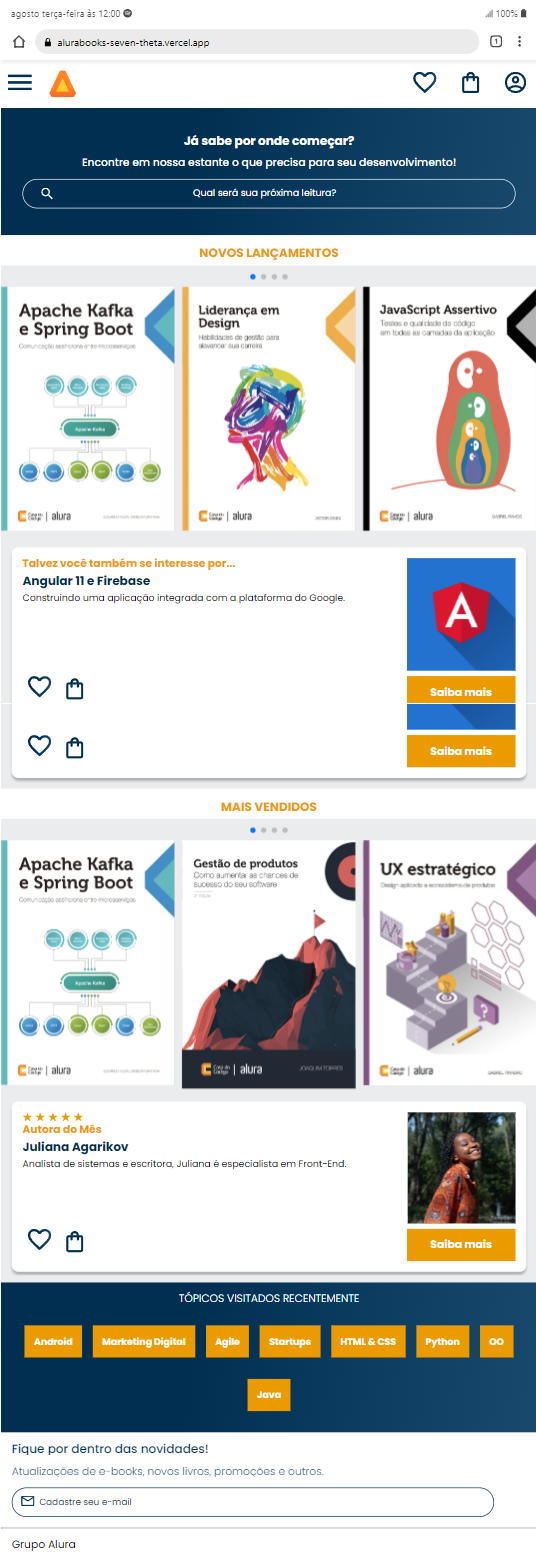 agosto terça-feira às 12:00
100%
alurabooks-seven-theta.vercel.app
1
Já sabe por onde começar?
Encontre em nossa estante o que precisa para seu desenvolvimento!
Qual será sua próxima leitura?
NOVOS LANÇAMENTOS
Apache Kafka
e Spring Boot
Comunicação assíncrona entre microsserviços
Apache Kafka
Casa do
Código
alura
Liderança em
Design
Habilidades de gestão para
alavancar sua carreira
Casa do
Código
alura
JavaScript Assertivo
Testes e qualidade de código
em todas as camadas da aplicação
Casa do
Código
alura
Talvez você também se interesse por...
Angular 11 e Firebase
Construindo uma aplicação integrada com a plataforma do Google.
A
Saiba mais
Saiba mais
MAIS VENDIDOS
Apache Kafka
e Spring Boot
Comunicação assíncrona entre microsserviços
Apache Kafka
Casa do
Código
alura
Gestão de produtos
Como aumentar as chances de
sucesso do seu software
Casa do
Código
alura
JOAQUIM TORRES
UX estratégico
Design aplicado a ecossistema de produtos
?
Casa do
Código
alura
Autora do Mês
Juliana Agarikov
Analista de sistemas e escritora, Juliana é especialista em Front-End.
Saiba mais
TÓPICOS VISITADOS RECENTEMENTE
Android
Marketing Digital
Agile
Startups
HTML & CSS
Python
OO
Java
Fique por dentro das novidades!
Atualizações de e-books, novos livros, promoções e outros.
Cadastre seu e-mail
Grupo Alura